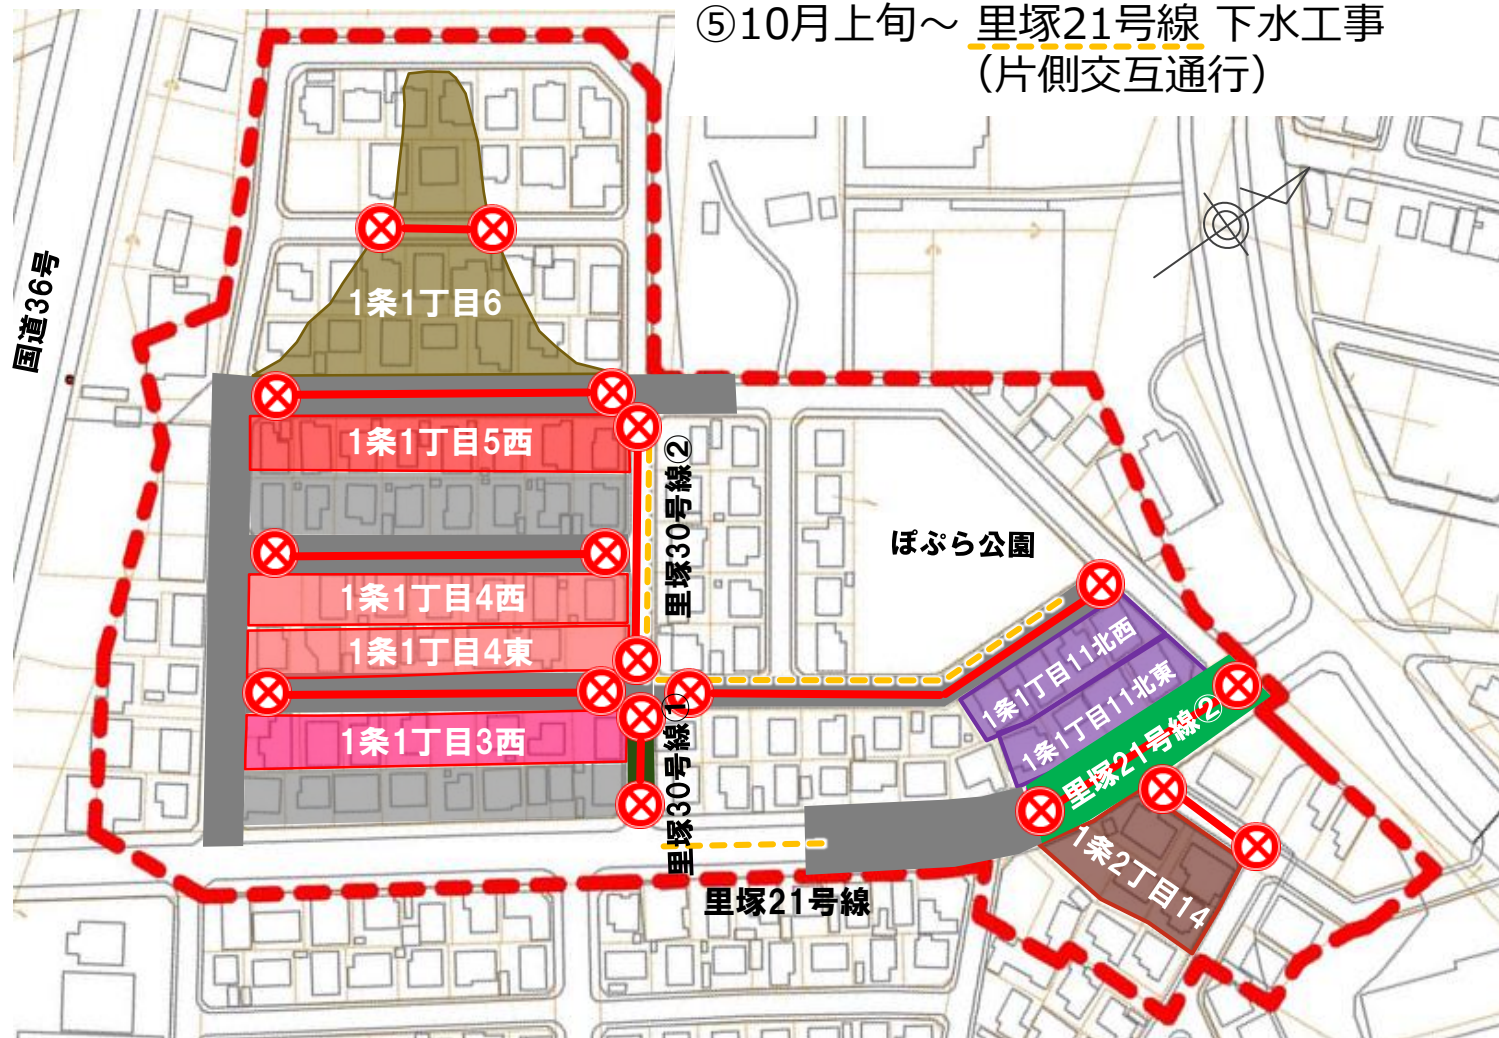 ⑤10月上旬～ 里塚21号線 下水工事
（片側交互通行）
国道36号
1条1丁目6
1条1丁目5西
里塚30号線②
ぽぷら公園
1条1丁目4西
1条1丁目4東
1条1丁目11北西
1条1丁目11北東
1条1丁目3西
里塚30号線①
里塚21号線②
1条2丁目14
里塚21号線